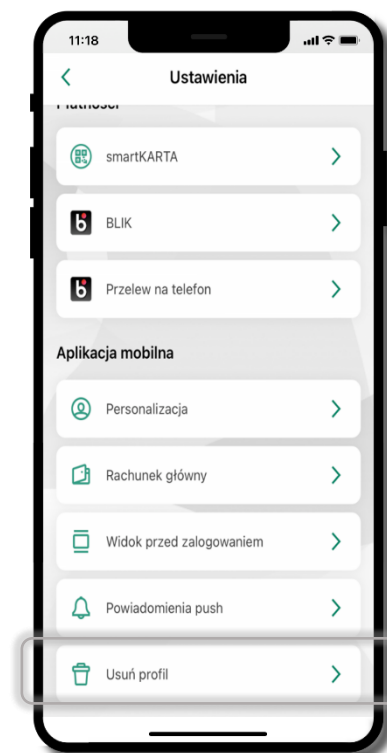 11:18
Ustawienia
Płatności
smartKARTA
BLIK
Przelew na telefon
Aplikacja mobilna
Personalizacja
Rachunek główny
Widok przed zalogowaniem
Powiadomienia push
Usuń profil